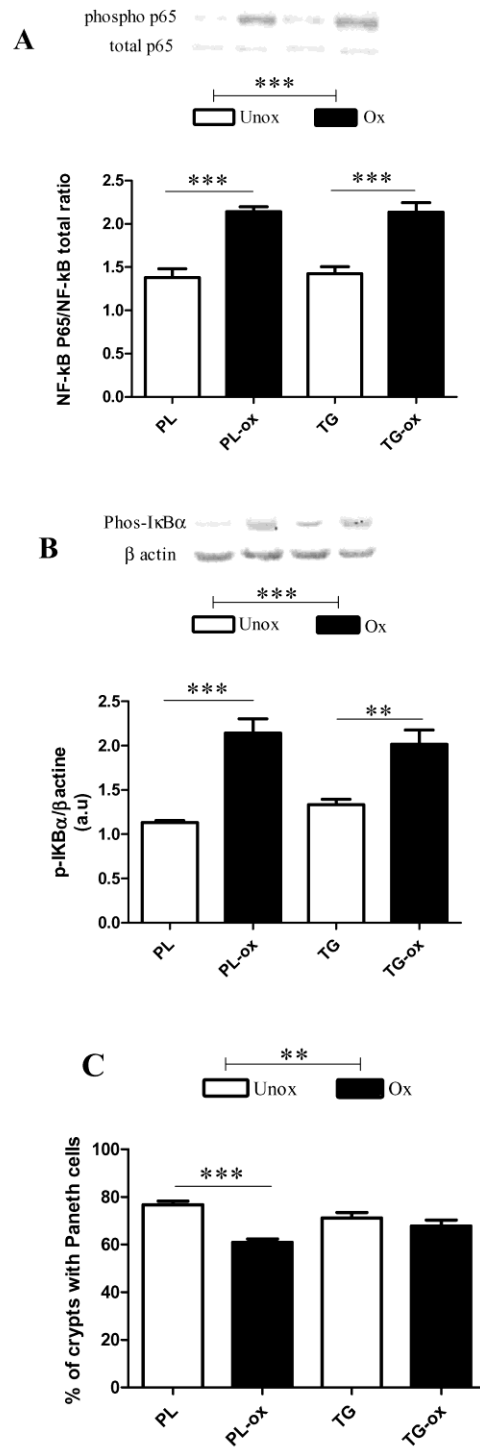 phospho p65
A
total p65
***
Unox Ox
NF-kB P65/NF-kB total ratio
2.5
2.0
1.5
1.0
0.5
0.0
*** ***
PL PL-ox TG TG-ox
Phos-IκBα
B
β actin
***
Unox Ox
p-IKBα/β actine
(a.u)
2.5
2.0
1.5
1.0
0.5
0.0
*** **
PL PL-ox TG TG-ox
C
**
Unox Ox
% of crypts with Paneth cells
100
80
60
40
20
0
***
PL PL-ox TG TG-ox